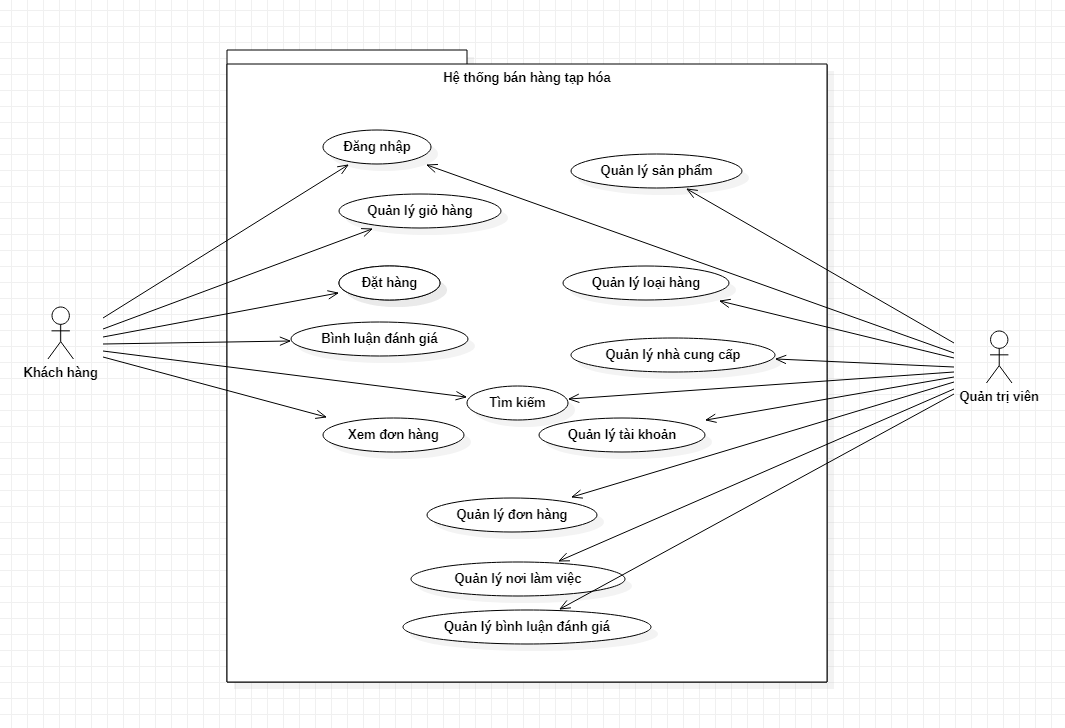 Hệ thống bán hàng tạp hóa
Đăng nhập
Quản lý sản phẩm
Quản lý giỏ hàng
Đặt hàng
Quản lý loại hàng
Bình luận đánh giá
Quản lý nhà cung cấp
Khách hàng
Quản trị viên
Tìm kiếm
Xem đơn hàng
Quản lý tài khoản
Quản lý đơn hàng
Quản lý nơi làm việc
Quản lý bình luận đánh giá